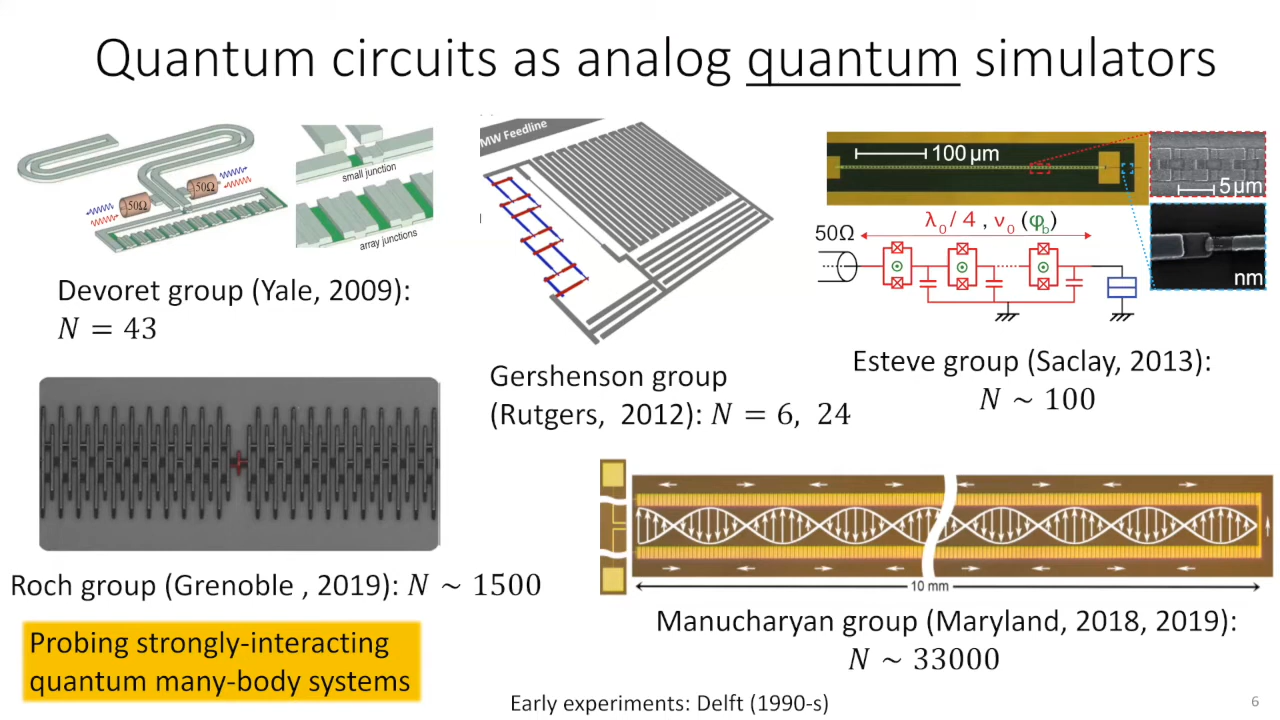 Quantum circuits as analog quantum simulators
50Ω
50Ω
small junction
array junctions
Devoret group (Yale, 2009):
N = 43
MW Feedline
Gershenson group
(Rutgers, 2012): N = 6, 24
100 μm
5 μm
nm
λ₀ / 4 , ν₀ (φ_b)
50Ω
Esteve group (Saclay, 2013):
N ~ 100
Roch group (Grenoble , 2019): N ~ 1500
10 mm
Manucharyan group (Maryland, 2018, 2019):
N ~ 33000
Probing strongly-interacting
quantum many-body systems
Early experiments: Delft (1990-s)
6